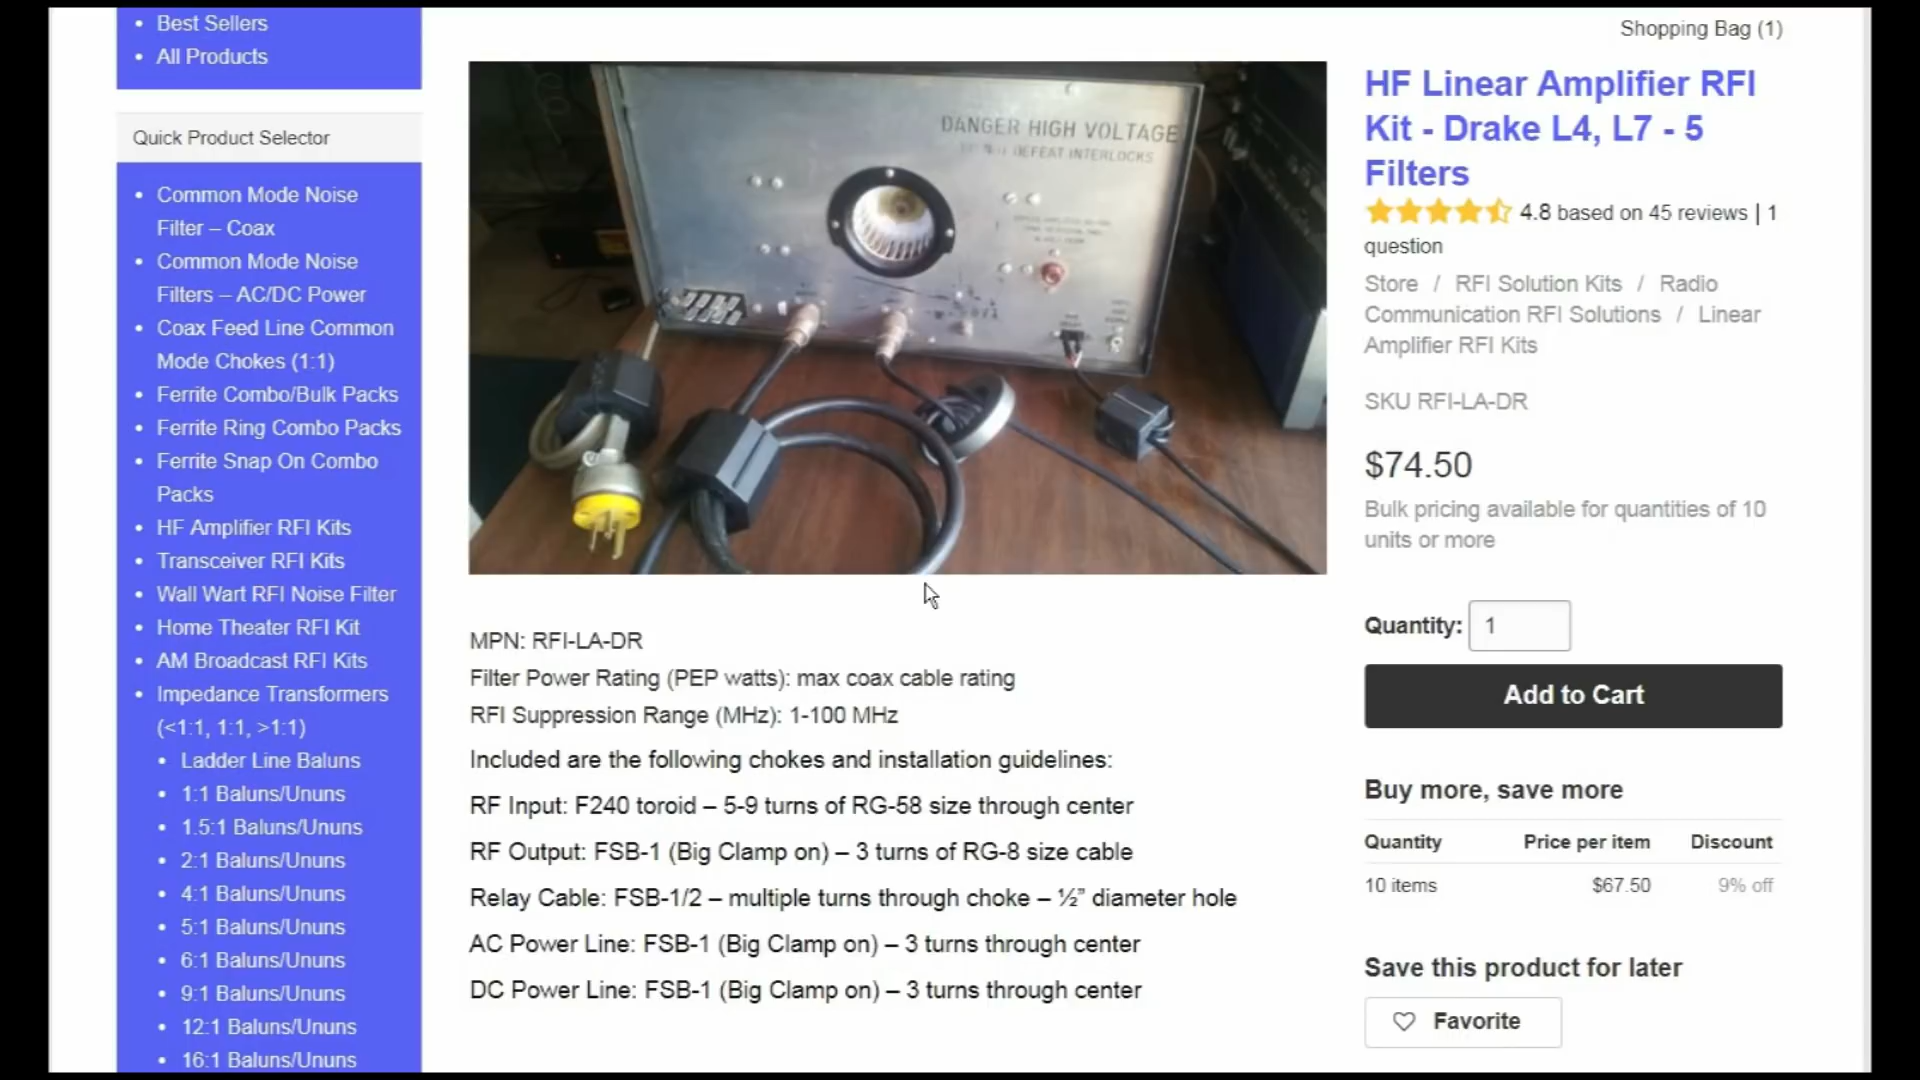 Best Sellers
All Products
Quick Product Selector
Common Mode Noise
Filter – Coax
Common Mode Noise
Filters – AC/DC Power
Coax Feed Line Common
Mode Chokes (1:1)
Ferrite Combo/Bulk Packs
Ferrite Ring Combo Packs
Ferrite Snap On Combo
Packs
HF Amplifier RFI Kits
Transceiver RFI Kits
Wall Wart RFI Noise Filter
Home Theater RFI Kit
AM Broadcast RFI Kits
Impedance Transformers
(<1:1, 1:1, >1:1)
Ladder Line Baluns
1:1 Baluns/Ununs
1.5:1 Baluns/Ununs
2:1 Baluns/Ununs
4:1 Baluns/Ununs
5:1 Baluns/Ununs
6:1 Baluns/Ununs
9:1 Baluns/Ununs
12:1 Baluns/Ununs
16:1 Baluns/Ununs
DANGER HIGH VOLTAGE
DEFEAT INTERLOCKS
MPN: RFI-LA-DR
Filter Power Rating (PEP watts): max coax cable rating
RFI Suppression Range (MHz): 1-100 MHz
Included are the following chokes and installation guidelines:
RF Input: F240 toroid – 5-9 turns of RG-58 size through center
RF Output: FSB-1 (Big Clamp on) – 3 turns of RG-8 size cable
Relay Cable: FSB-1/2 – multiple turns through choke – ½” diameter hole
AC Power Line: FSB-1 (Big Clamp on) – 3 turns through center
DC Power Line: FSB-1 (Big Clamp on) – 3 turns through center
Shopping Bag (1)
HF Linear Amplifier RFI
Kit - Drake L4, L7 - 5
Filters
4.8 based on 45 reviews | 1
question
Store / RFI Solution Kits / Radio
Communication RFI Solutions / Linear
Amplifier RFI Kits
SKU RFI-LA-DR
$74.50
Bulk pricing available for quantities of 10
units or more
Quantity: 1
Add to Cart
Buy more, save more
Quantity Price per item Discount
10 items $67.50 9% off
Save this product for later
Favorite